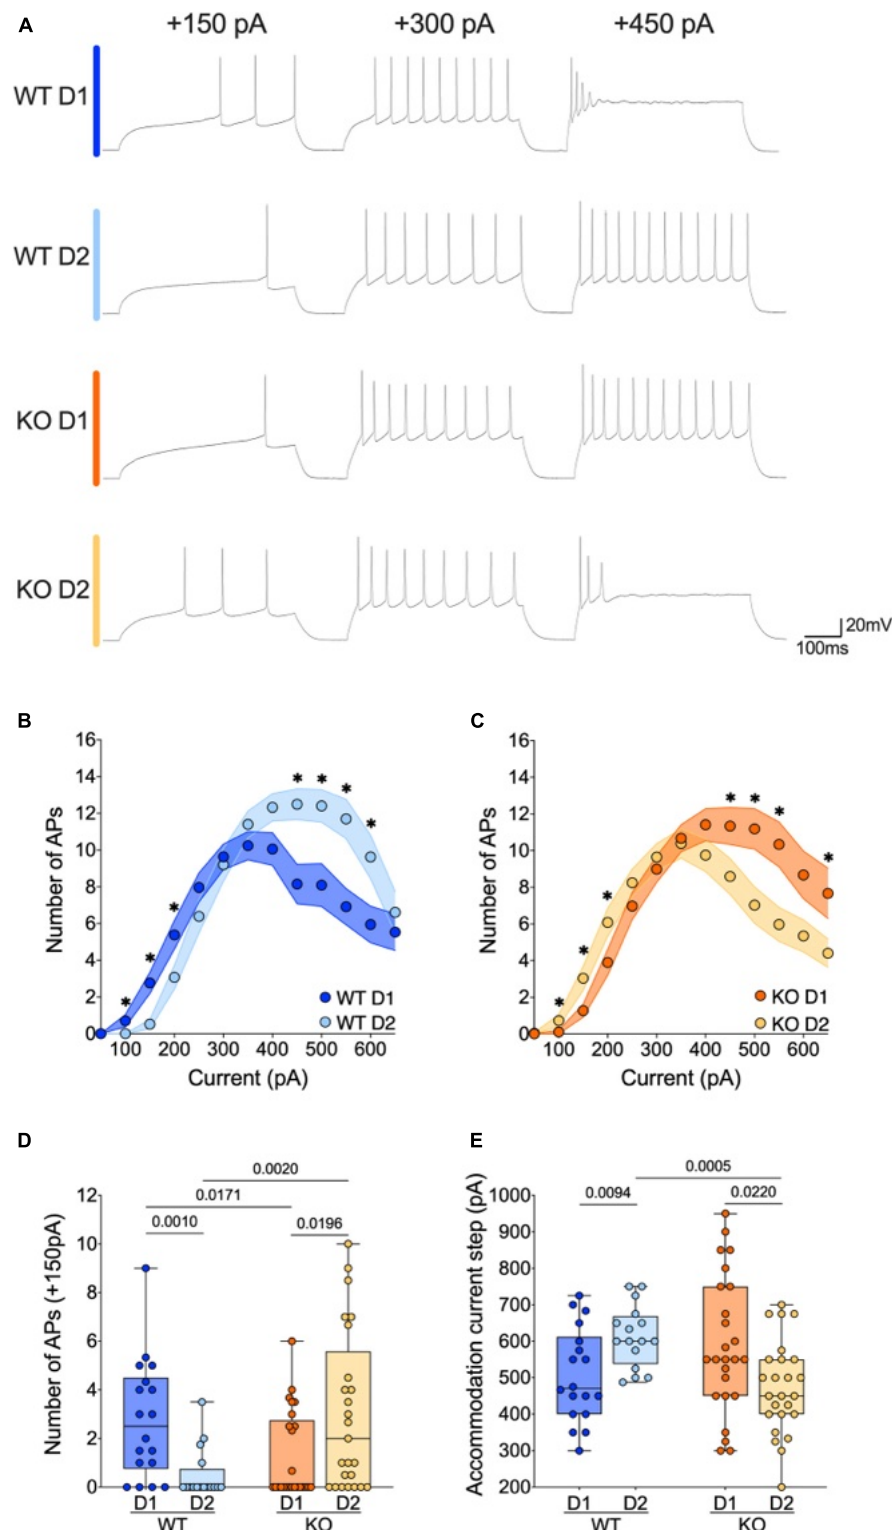 A
+150 pA +300 pA +450 pA
WT D1
WT D2
KO D1
KO D2
20mV
100ms
B
16
14
12
10
8
6
4
2
0
Number of APs
* * * * * * *
WT D1
WT D2
100 200 300 400 500 600
Current (pA)
C
16
14
12
10
8
6
4
2
0
Number of APs
* * * * * * *
KO D1
KO D2
100 200 300 400 500 600
Current (pA)
D
0.0020
0.0171
0.0010 0.0196
12
10
8
6
4
2
0
Number of APs (+150pA)
D1 D2 D1 D2
WT KO
E
0.0005
0.0094 0.0220
1000
900
800
700
600
500
400
300
200
Accommodation current step (pA)
D1 D2 D1 D2
WT KO